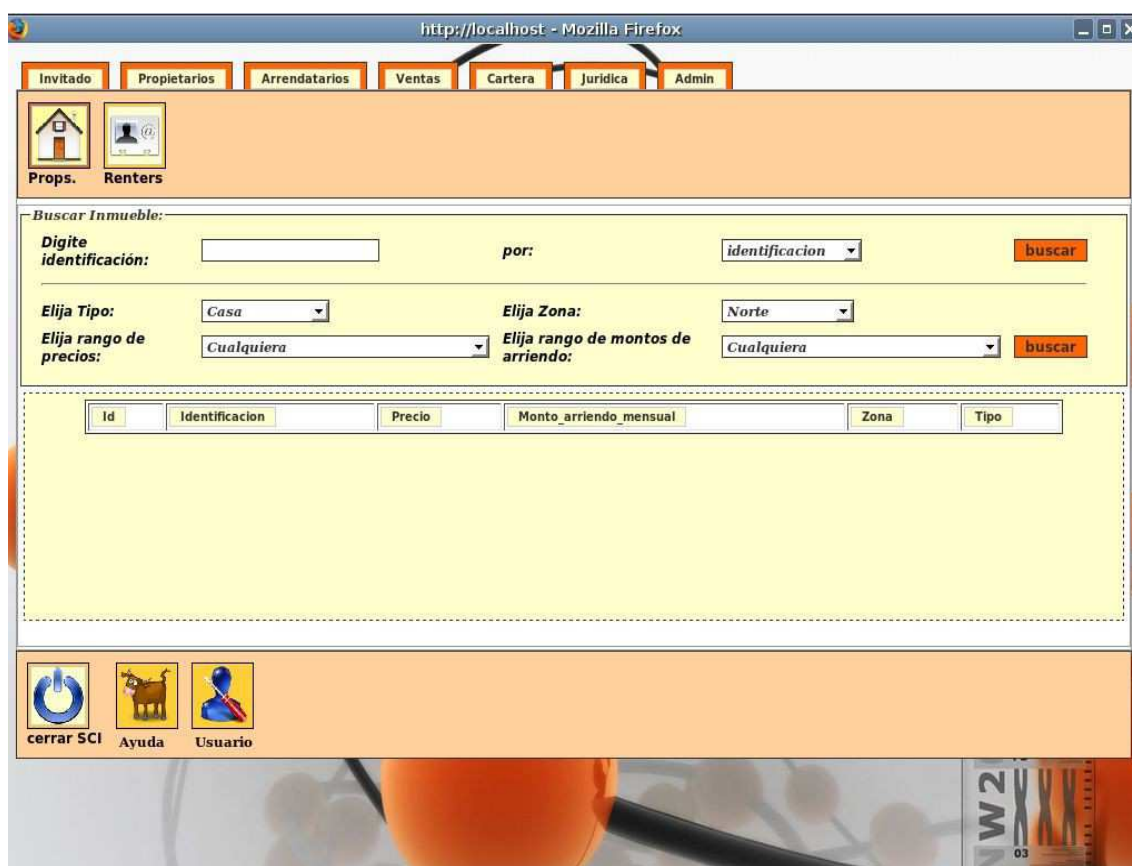 http://localhost - Mozilla Firefox
Invitado Propietarios Arrendatarios Ventas Cartera Juridica Admin
@
Props. Renters
Buscar Inmueble:
Digite identificación: por: identificacion buscar
Elija Tipo: Casa Elija Zona: Norte
Elija rango de precios: Cualquiera Elija rango de montos de arriendo: Cualquiera buscar
Id Identificacion Precio Monto_arriendo_mensual Zona Tipo
cerrar SCI Ayuda Usuario
W2
03